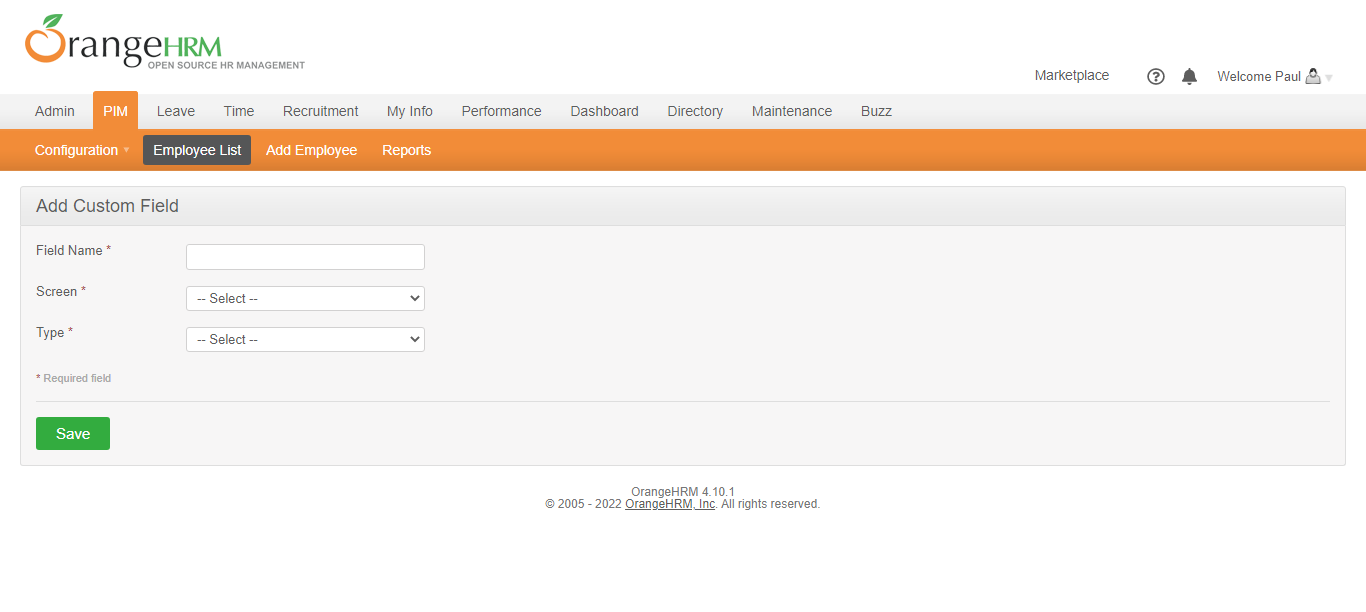 OrangeHRM
OPEN SOURCE HR MANAGEMENT
Marketplace ? Welcome Paul
Admin PIM Leave Time Recruitment My Info Performance Dashboard Directory Maintenance Buzz
Configuration Employee List Add Employee Reports
Add Custom Field
Field Name *
Screen * -- Select --
Type * -- Select --
* Required field
Save
OrangeHRM 4.10.1
© 2005 - 2022 OrangeHRM, Inc. All rights reserved.